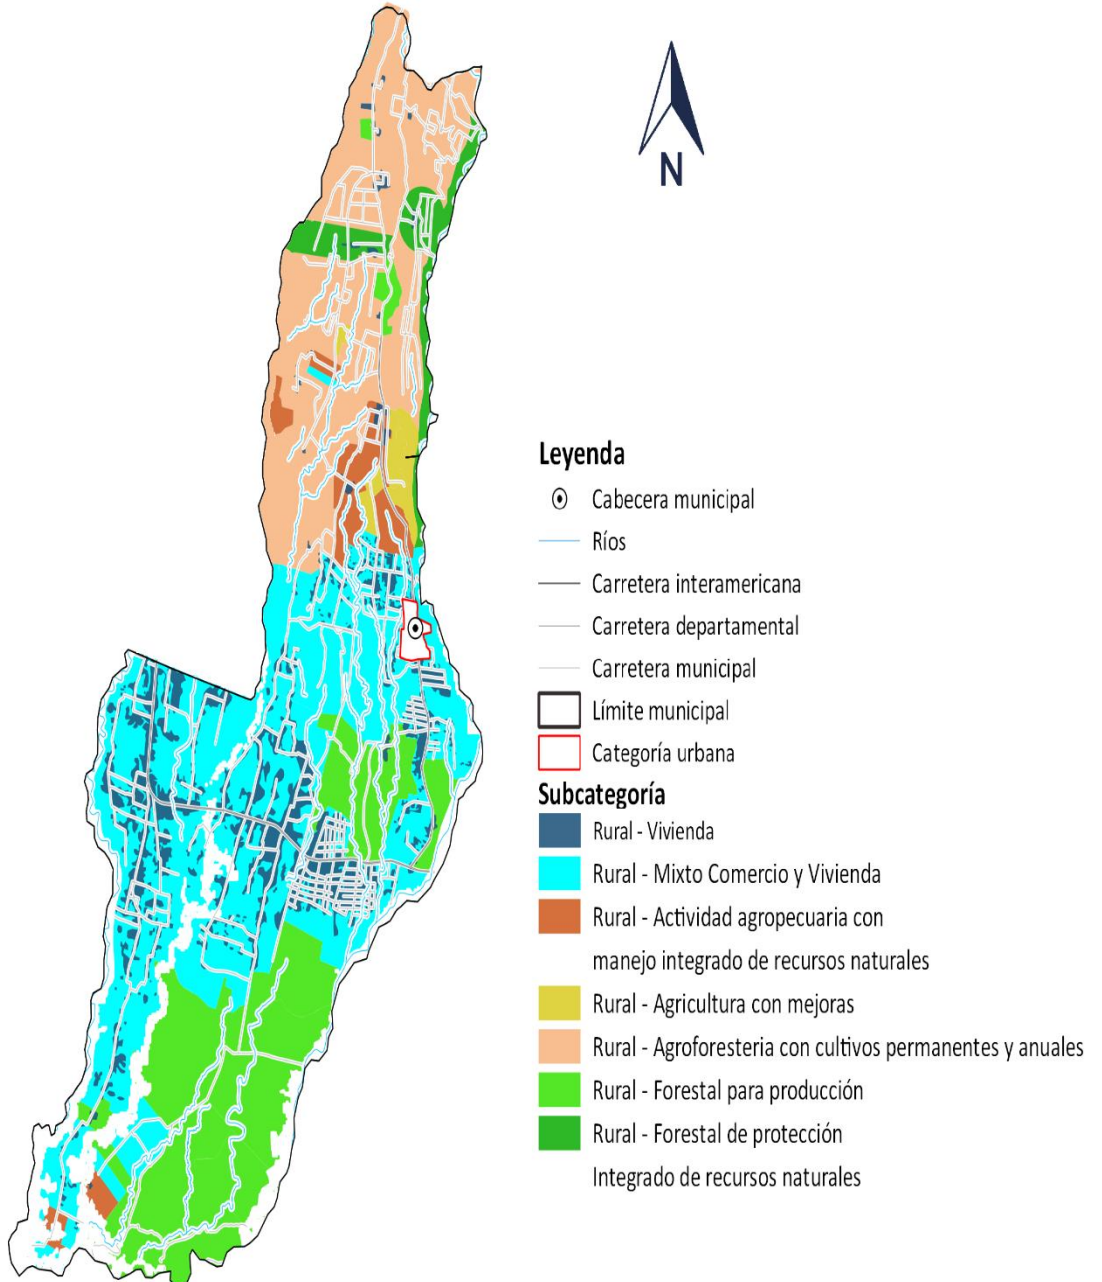 N
Leyenda
Cabecera municipal
Ríos
Carretera interamericana
Carretera departamental
Carretera municipal
Límite municipal
Categoría urbana
Subcategoría
Rural - Vivienda
Rural - Mixto Comercio y Vivienda
Rural - Actividad agropecuaria con
manejo integrado de recursos naturales
Rural - Agricultura con mejoras
Rural - Agroforesteria con cultivos permanentes y anuales
Rural - Forestal para producción
Rural - Forestal de protección
Integrado de recursos naturales